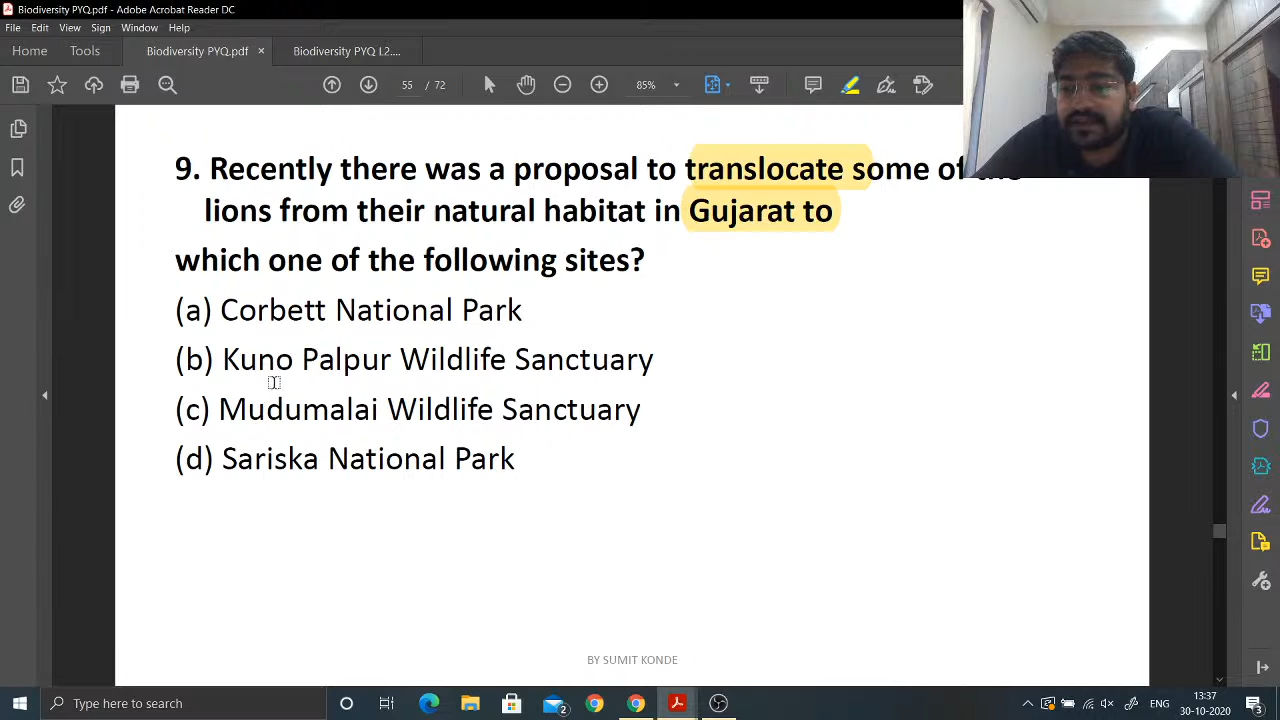 Biodiversity PYQ.pdf - Adobe Acrobat Reader DC
File Edit View Sign Window Help
Home Tools Biodiversity PYQ.pdf × Biodiversity PYQ L2....
55 / 72 85%
9. Recently there was a proposal to translocate some of
lions from their natural habitat in Gujarat to
which one of the following sites?
(a) Corbett National Park
(b) Kuno Palpur Wildlife Sanctuary
(c) Mudumalai Wildlife Sanctuary
(d) Sariska National Park
BY SUMIT KONDE
Type here to search
2
ENG
13:37
30-10-2020
3